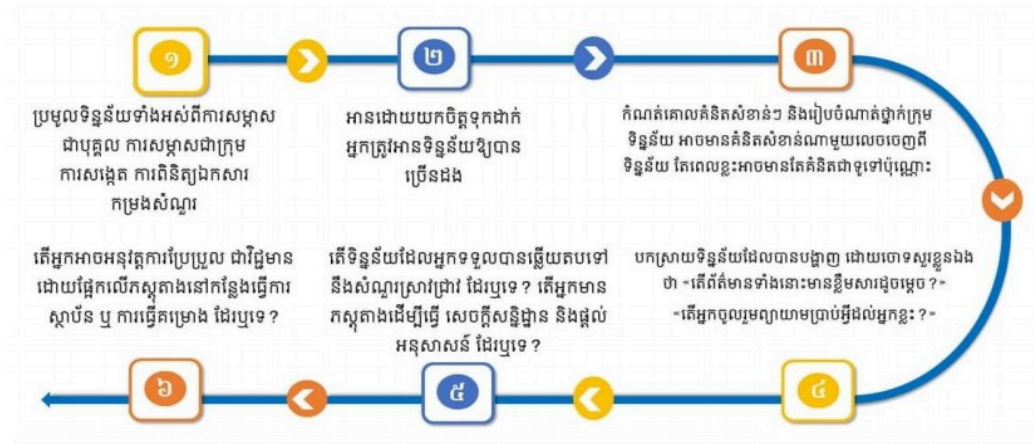 ១
ប្រមូលទិន្នន័យទាំងអស់ពីការសម្ភាស
ជាបុគ្គល ការសម្ភាសជាក្រុម
ការសង្កេត ការពិនិត្យឯកសារ
កម្រងសំណួរ
២
អានដោយយកចិត្តទុកដាក់
អ្នកត្រូវអានទិន្នន័យឱ្យបាន
ច្រើនដង
៣
កំណត់គោលគំនិតសំខាន់ៗ និងរៀបចំណាត់ថ្នាក់ក្រុម
ទិន្នន័យ អាចមានគំនិតសំខាន់ណាមួយលេចចេញពី
ទិន្នន័យ តែពេលខ្លះអាចមានតែគំនិតជាទូទៅប៉ុណ្ណោះ
បកស្រាយទិន្នន័យដែលបានបង្ហាញ ដោយចោទសួរខ្លួនឯង
ថា «តើព័ត៌មានទាំងនោះមានខ្លឹមសារដូចម្ដេច?»
«តើអ្នកចូលរួមព្យាយាមប្រាប់អ្វីដល់អ្នកខ្លះ?»
៤
តើទិន្នន័យដែលអ្នកទទួលបានឆ្លើយតបទៅ
នឹងសំណួរស្រាវជ្រាវ ដែរឬទេ? តើអ្នកមាន
ភស្តុតាងដើម្បីធ្វើ សេចក្ដីសន្និដ្ឋាន និងផ្ដល់
អនុសាសន៍ ដែរឬទេ?
៥
តើអ្នកអាចអនុវត្តការប្រែប្រួល ជាវិជ្ជមាន
ដោយផ្អែកលើភស្តុតាងនៅកន្លែងធ្វើការ
ស្ថាប័ន ឬ ការធ្វើគម្រោង ដែរឬទេ?
៦